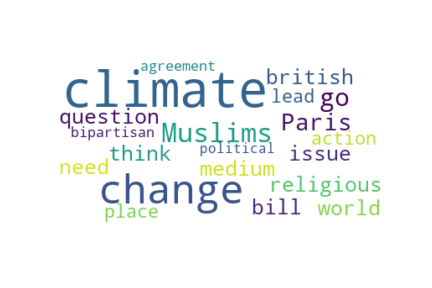 agreement
climate british
lead go
question Paris
bipartisan Muslims action
think political issue
need medium
change religious
place bill world